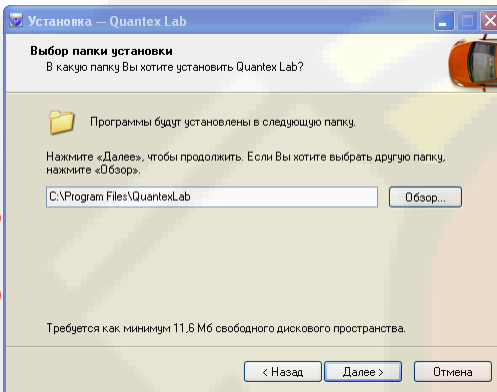 Установка — Quantex Lab
Выбор папки установки
В какую папку Вы хотите установить Quantex Lab?
Программы будут установлены в следующую папку.
Нажмите «Далее», чтобы продолжить. Если Вы хотите выбрать другую папку,
нажмите «Обзор».
C:\Program Files\QuantexLab
Обзор...
Требуется как минимум 11,6 Мб свободного дискового пространства.
< Назад
Далее >
Отмена